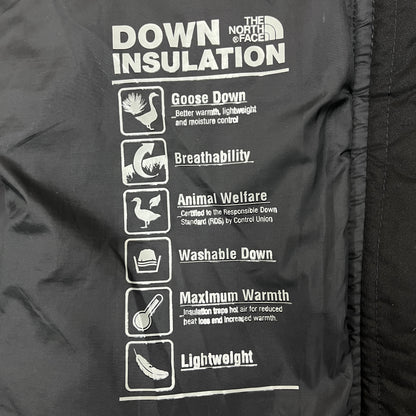 DOWN
INSULATION
THE
NORTH
FACE
Goose Down
Better warmth, lightweight
and moisture control
Breathability
Animal Welfare
Certified to the Responsible Down
Standard (RDS) by Control Union
Washable Down
Maximum Warmth
Insulation traps hot air for reduced
heat loss and increased warmth.
Lightweight